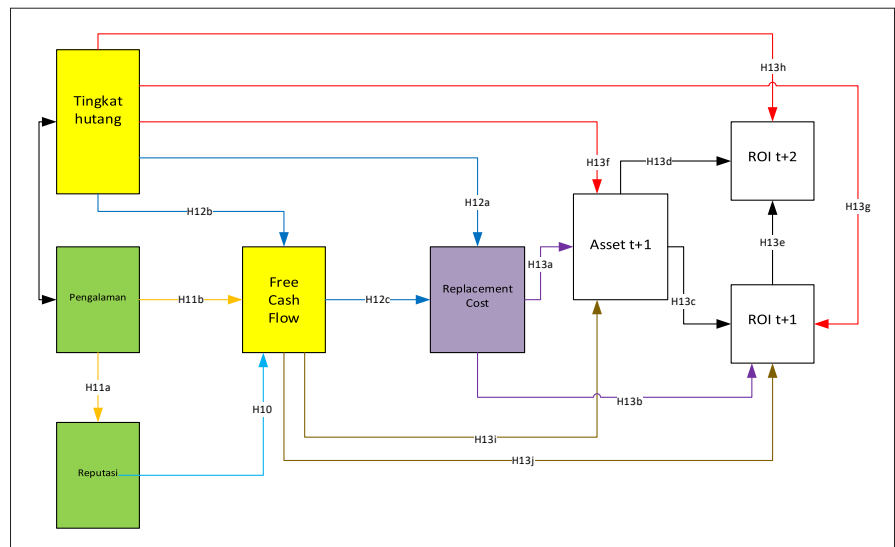 H13h
Tingkat
hutang
H13f
H13d
ROI t+2
H12b
H12a
H13g
Asset t+1
H13e
H13a
Pengalaman
H11b
Free
Cash
Flow
H12c
Replacement
Cost
H13c
ROI t+1
H11a
H10
H13b
H13i
H13j
Reputasi